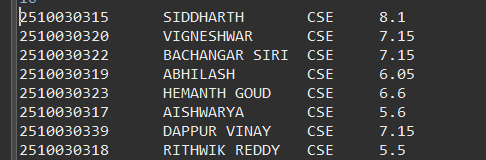 2510030315 SIDDHARTH CSE 8.1
2510030320 VIGNESHWAR CSE 7.15
2510030322 BACHANGAR SIRI CSE 7.15
2510030319 ABHILASH CSE 6.05
2510030323 HEMANTH GOUD CSE 6.6
2510030317 AISHWARYA CSE 5.6
2510030339 DAPPUR VINAY CSE 7.15
2510030318 RITHWIK REDDY CSE 5.5